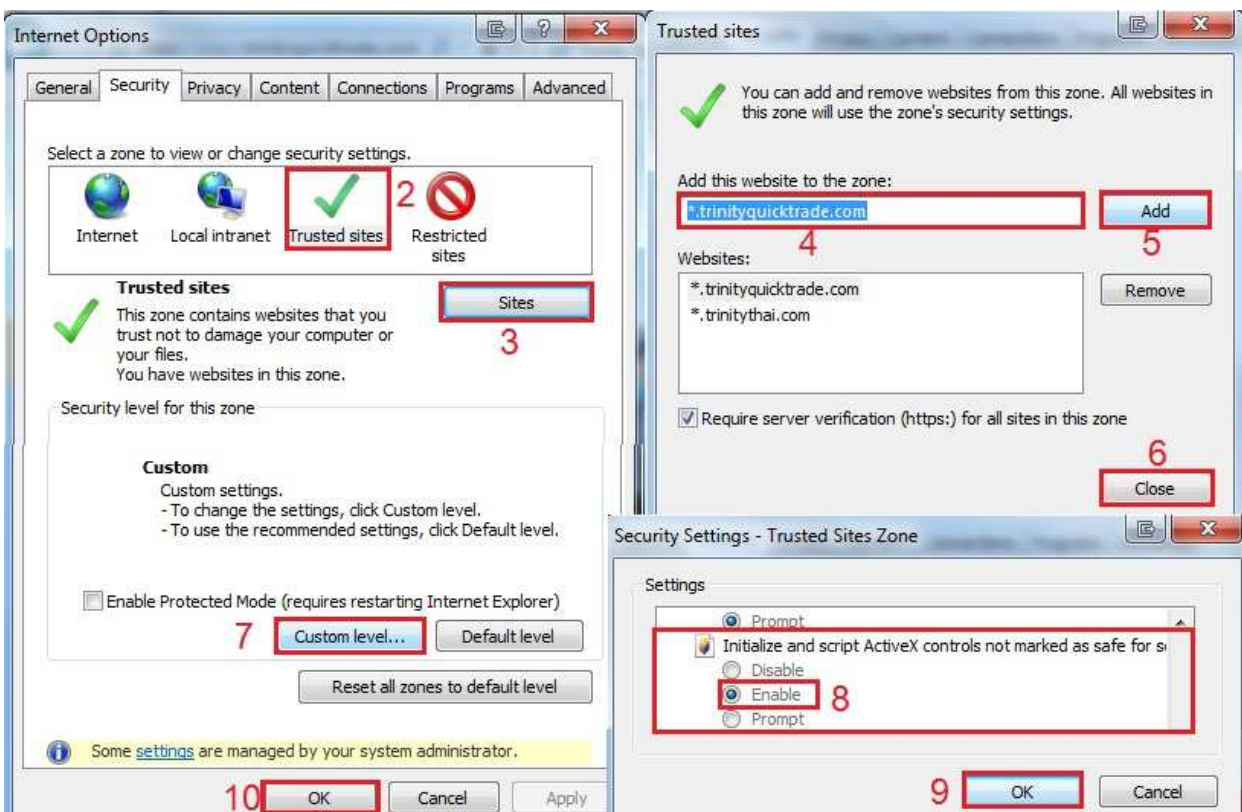 Internet Options
General Security Privacy Content Connections Programs Advanced
Select a zone to view or change security settings.
2
Internet Local intranet Trusted sites Restricted sites
Trusted sites
This zone contains websites that you
trust not to damage your computer or
your files.
You have websites in this zone.
Sites
3
Security level for this zone
Custom
Custom settings.
- To change the settings, click Custom level.
- To use the recommended settings, click Default level.
Enable Protected Mode (requires restarting Internet Explorer)
7
Custom level... Default level
Reset all zones to default level
Some settings are managed by your system administrator.
10
OK Cancel Apply
Trusted sites
You can add and remove websites from this zone. All websites in
this zone will use the zone's security settings.
Add this website to the zone:
*.trinityquicktrade.com Add
4 5
Websites:
*.trinityquicktrade.com
*.trinitythai.com
Remove
Require server verification (https:) for all sites in this zone
6
Close
Security Settings - Trusted Sites Zone
Settings
Prompt
Initialize and script ActiveX controls not marked as safe for
Disable
Enable 8
Prompt
9
OK Cancel